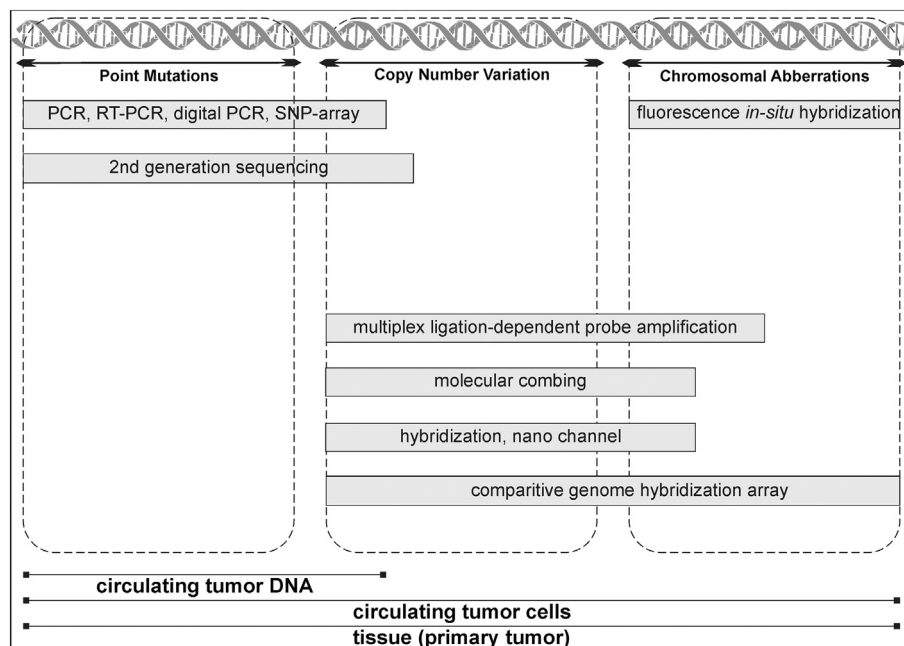 Point Mutations
Copy Number Variation
Chromosomal Abberrations
PCR, RT-PCR, digital PCR, SNP-array
fluorescence in-situ hybridization
2nd generation sequencing
multiplex ligation-dependent probe amplification
molecular combing
hybridization, nano channel
comparitive genome hybridization array
circulating tumor DNA
circulating tumor cells
tissue (primary tumor)